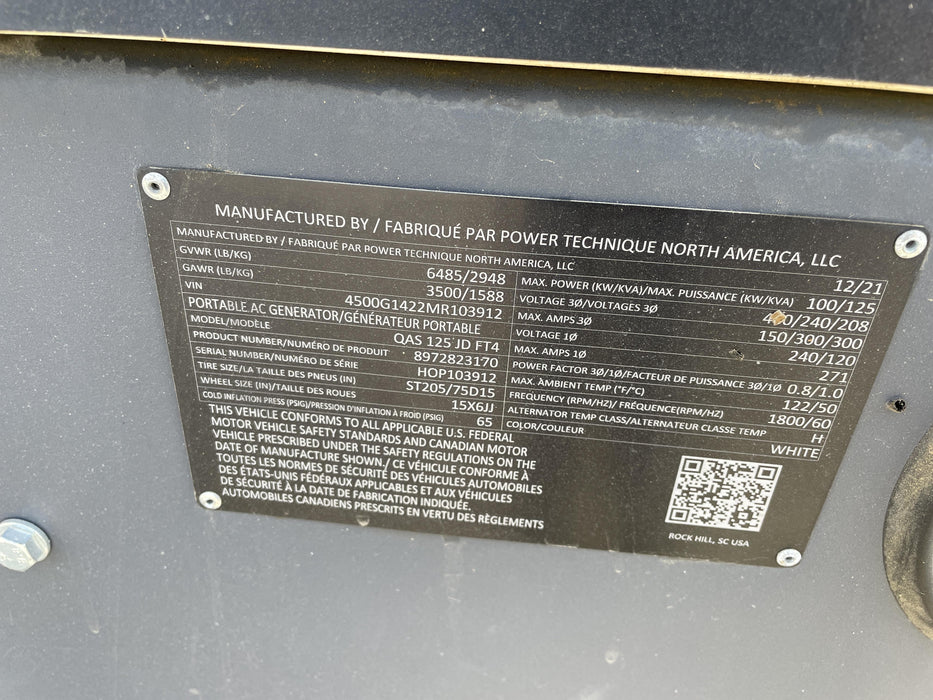 MANUFACTURED BY / FABRIQUÉ PAR POWER TECHNIQUE NORTH AMERICA, LLC
MANUFACTURED BY / FABRIQUÉ PAR POWER TECHNIQUE NORTH AMERICA, LLC 12/21
GVWR (LB/KG) 6485/2948
GAWR (LB/KG) 3500/1588
VIN 4500G1422MR103912
PORTABLE AC GENERATOR/GÉNÉRATEUR PORTABLE
MODEL/MODÈLE QAS 125 JD FT4
PRODUCT NUMBER/NUMÉRO DE PRODUIT 8972823170
SERIAL NUMBER/NUMÉRO DE SÉRIE HOP103912
TIRE SIZE/LA TAILLE DES PNEUS (IN) ST205/75D15
WHEEL SIZE (IN)/TAILLE DES ROUES 15X6JJ
COLD INFLATION PRESS (PSIG)/PRESSION D'INFLATION À FROID (PSIG) 65
MAX. POWER (KW/KVA)/MAX. PUISSANCE (KW/KVA) 100/125
VOLTAGE 3Ø/VOLTAGES 3Ø /240/208
MAX. AMPS 3Ø 150/300/300
VOLTAGE 1Ø 240/120
MAX. AMPS 1Ø 271
POWER FACTOR 3Ø/1Ø/FACTEUR DE PUISSANCE 3Ø/1Ø 0.8/1.0
MAX. AMBIENT TEMP (°F/°C) 122/50
FREQUENCY (RPM/HZ)/ FRÉQUENCE(RPM/HZ) 1800/60
ALTERNATOR TEMP CLASS/ALTERNATEUR CLASSE TEMP H
COLOR/COULEUR WHITE
THIS VEHICLE CONFORMS TO ALL APPLICABLE U.S. FEDERAL
MOTOR VEHICLE SAFETY STANDARDS AND CANADIAN MOTOR
VEHICLE PRESCRIBED UNDER THE SAFETY REGULATIONS ON THE
DATE OF MANUFACTURE SHOWN./ CE VÉHICULE CONFORME À
TOUTES LES NORMES DE SÉCURITÉ DES VÉHICULES AUTOMOBILES
DES ÉTATS-UNIS FÉDÉRAUX APPLICABLES ET AUX VÉHICULES
DE SÉCURITÉ À LA DATE DE FABRICATION INDIQUÉE.
AUTOMOBILES CANADIENS PRESCRITS EN VERTU DES RÈGLEMENTS
ROCK HILL, SC USA